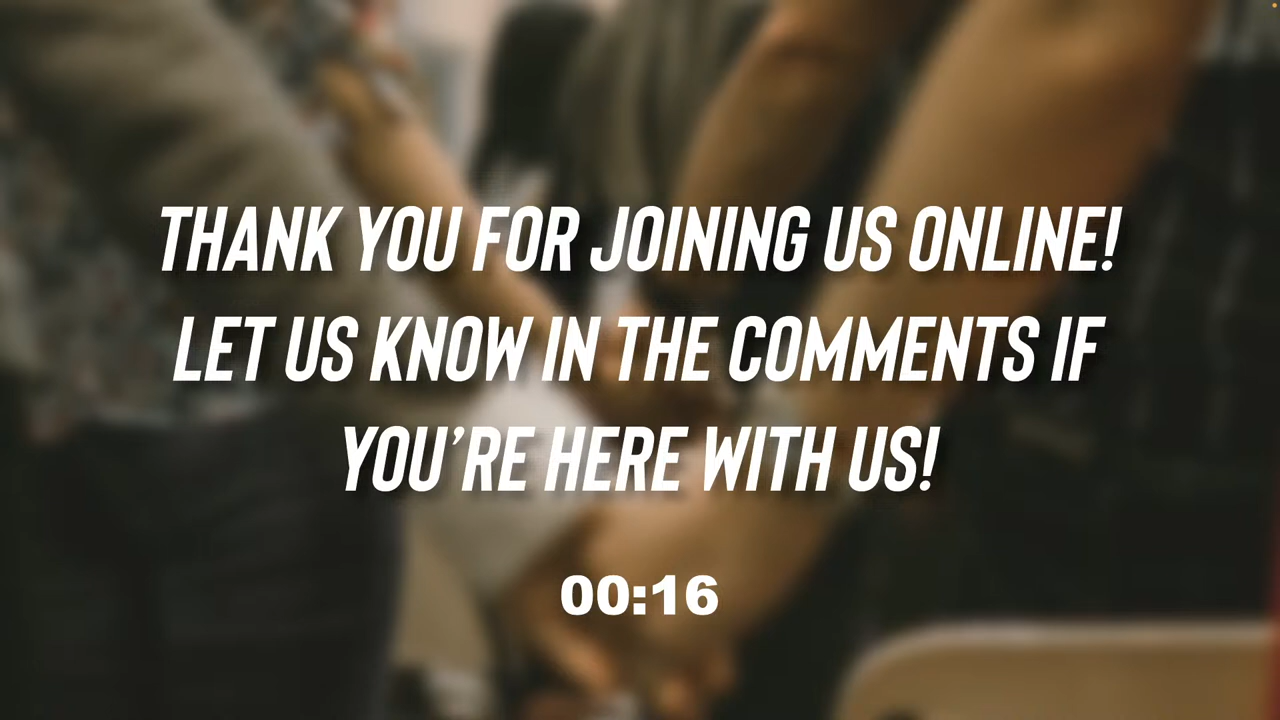 THANK YOU FOR JOINING US ONLINE!
LET US KNOW IN THE COMMENTS IF
YOU’RE HERE WITH US!
00:16